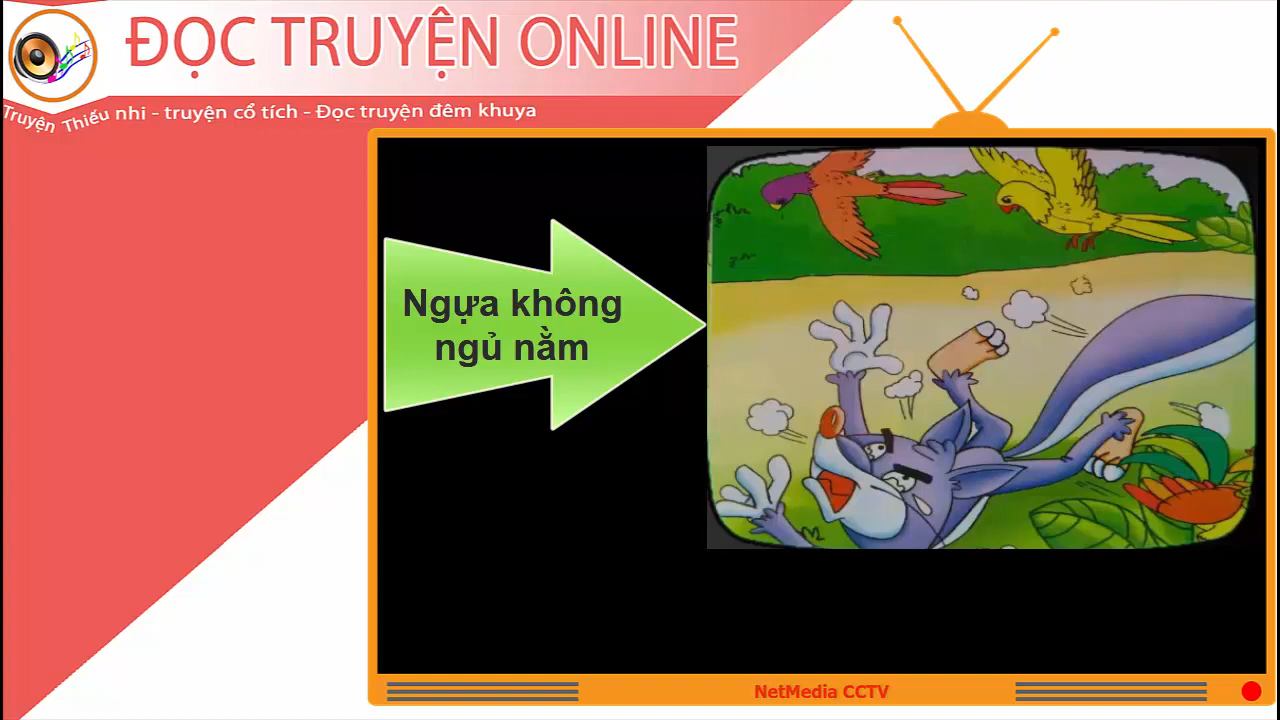 ĐỌC TRUYỆN ONLINE
Truyện Thiếu nhi - truyện cổ tích - Đọc truyện đêm khuya
Ngựa không
ngủ nằm
NetMedia CCTV